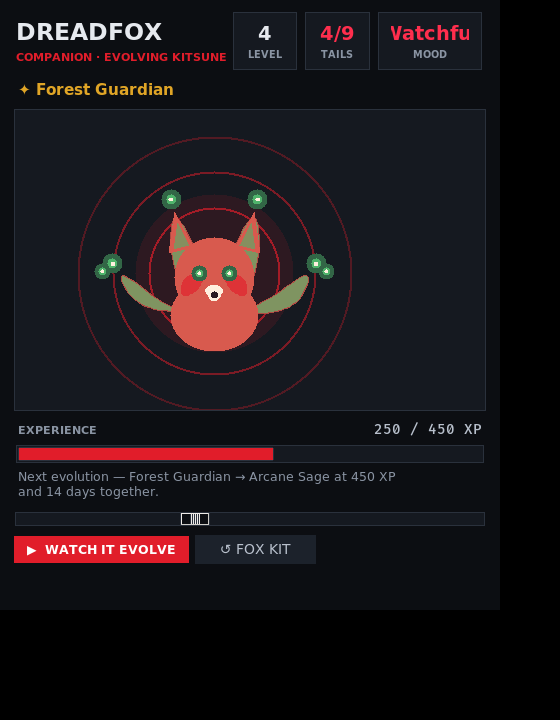 DREADFOX
COMPANION · EVOLVING KITSUNE
4
LEVEL
4/9
TAILS
MOOD
✦ Forest Guardian
EXPERIENCE
250 / 450 XP
Next evolution — Forest Guardian → Arcane Sage at 450 XP
and 14 days together.
▶ WATCH IT EVOLVE
↺ FOX KIT